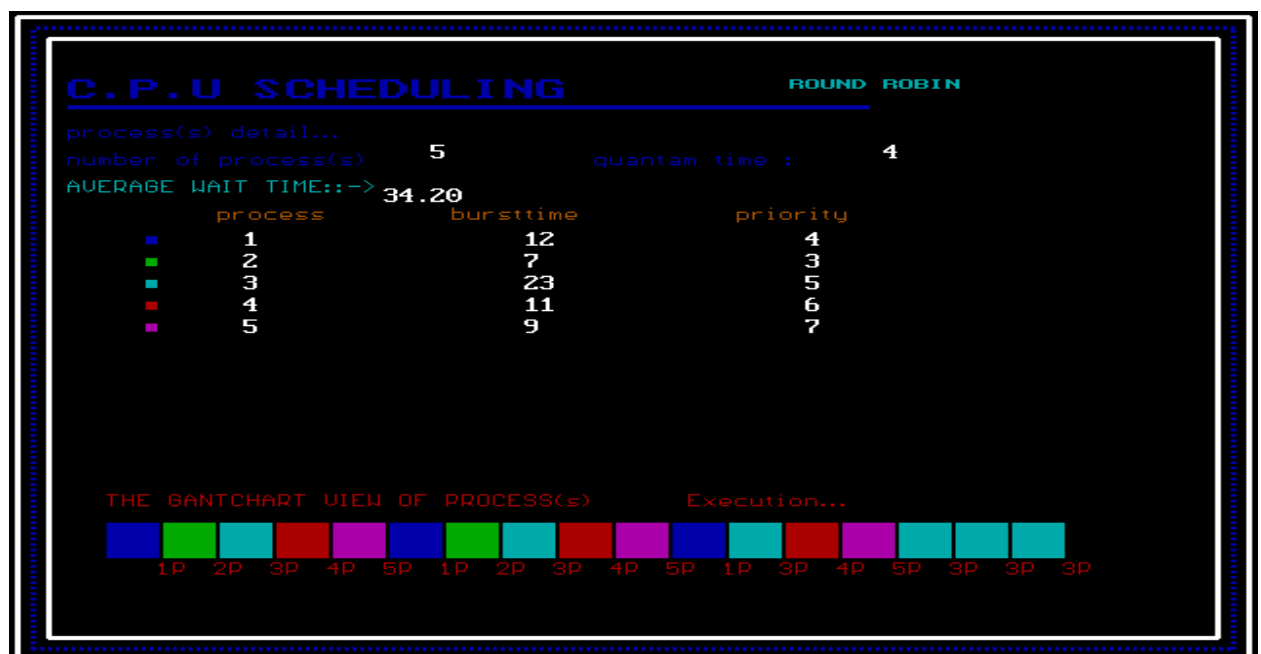 C.P.U SCHEDULING ROUND ROBIN
process(s) detail...
number of process(s) 5 quantam time : 4
AVERAGE WAIT TIME::-> 34.20
process bursttime priority
1 12 4
2 7 3
3 23 5
4 11 6
5 9 7
THE GANTCHART VIEW OF PROCESS(s) Execution...
1P 2P 3P 4P 5P 1P 2P 3P 4P 5P 1P 3P 4P 5P 3P 3P 3P